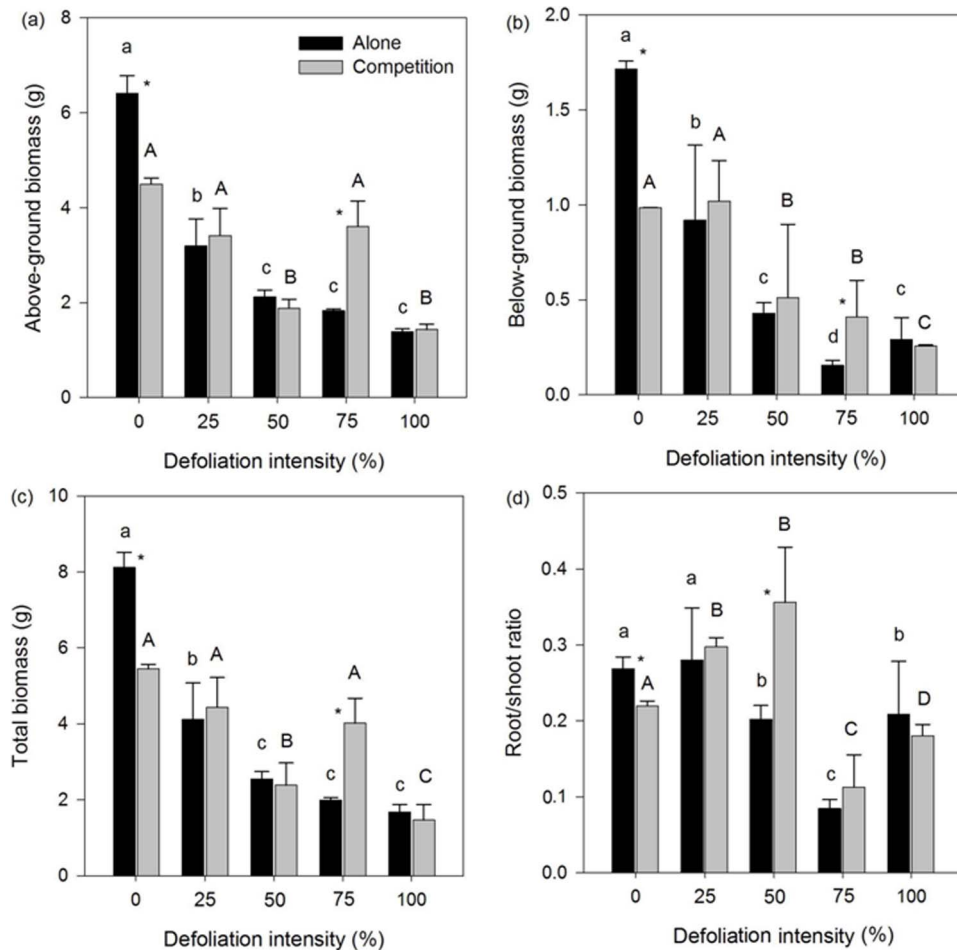 (a)
Above-ground biomass (g)
8
6
4
2
0
Alone
Competition
a
*
A
b
A
c
B
c
*
A
c
B
0 25 50 75 100
Defoliation intensity (%)
(b)
Below-ground biomass (g)
2.0
1.5
1.0
0.5
0.0
a
*
A
b
A
c
B
d
*
B
c
C
0 25 50 75 100
Defoliation intensity (%)
(c)
Total biomass (g)
10
8
6
4
2
0
a
*
A
b
A
c
B
c
*
A
c
C
0 25 50 75 100
Defoliation intensity (%)
(d)
Root/shoot ratio
0.5
0.4
0.3
0.2
0.1
0.0
a
*
A
a
B
b
*
B
c
C
b
D
0 25 50 75 100
Defoliation intensity (%)